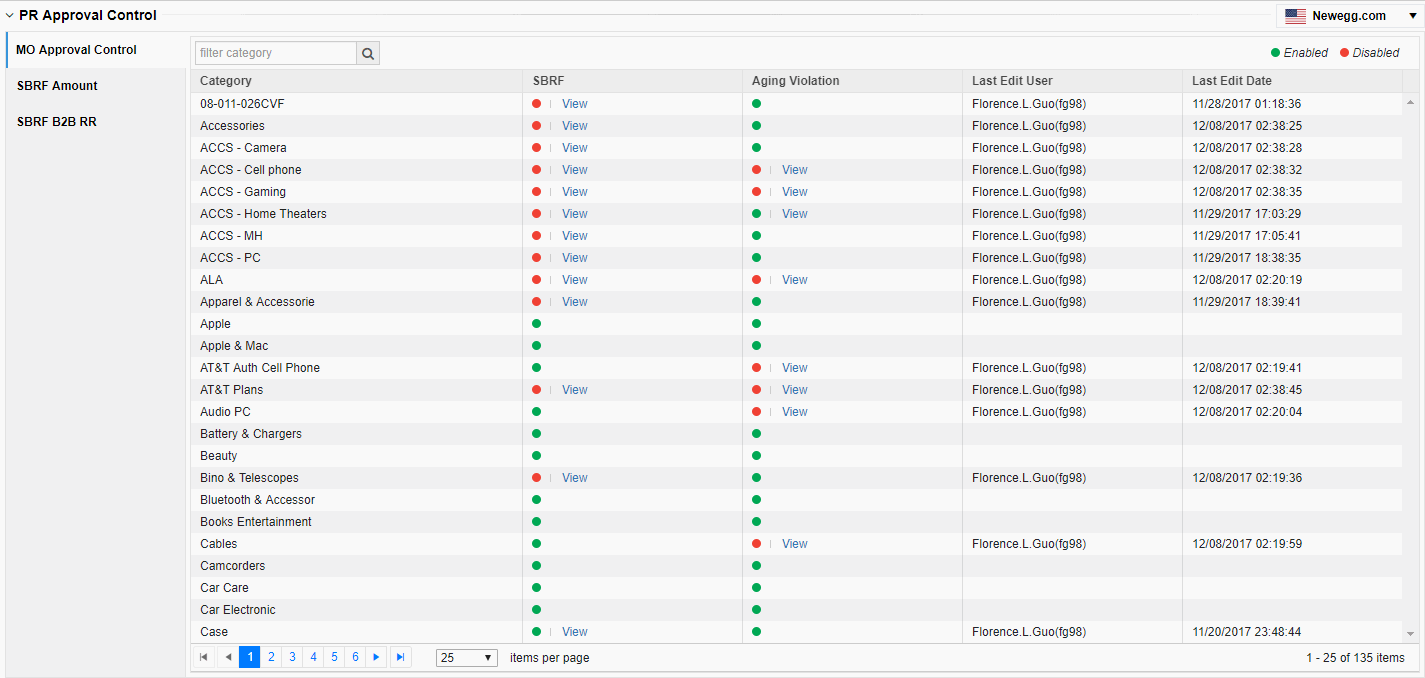 PR Approval Control Newegg.com
MO Approval Control
SBRF Amount
SBRF B2B RR
filter category Enabled Disabled
Category SBRF Aging Violation Last Edit User Last Edit Date
08-011-026CVF View Florence.L.Guo(fg98) 11/28/2017 01:18:36
Accessories View Florence.L.Guo(fg98) 12/08/2017 02:38:25
ACCS - Camera View Florence.L.Guo(fg98) 12/08/2017 02:38:28
ACCS - Cell phone View View Florence.L.Guo(fg98) 12/08/2017 02:38:32
ACCS - Gaming View View Florence.L.Guo(fg98) 12/08/2017 02:38:35
ACCS - Home Theaters View View Florence.L.Guo(fg98) 11/29/2017 17:03:29
ACCS - MH View Florence.L.Guo(fg98) 11/29/2017 17:05:41
ACCS - PC View Florence.L.Guo(fg98) 11/29/2017 18:38:35
ALA View View Florence.L.Guo(fg98) 12/08/2017 02:20:19
Apparel & Accessorie View Florence.L.Guo(fg98) 11/29/2017 18:39:41
Apple
Apple & Mac
AT&T Auth Cell Phone View Florence.L.Guo(fg98) 12/08/2017 02:19:41
AT&T Plans View View Florence.L.Guo(fg98) 12/08/2017 02:38:45
Audio PC View Florence.L.Guo(fg98) 12/08/2017 02:20:04
Battery & Chargers
Beauty
Bino & Telescopes View Florence.L.Guo(fg98) 12/08/2017 02:19:36
Bluetooth & Accessor
Books Entertainment
Cables View Florence.L.Guo(fg98) 12/08/2017 02:19:59
Camcorders
Car Care
Car Electronic
Case View Florence.L.Guo(fg98) 11/20/2017 23:48:44
1 2 3 4 5 6 25 items per page 1 - 25 of 135 items